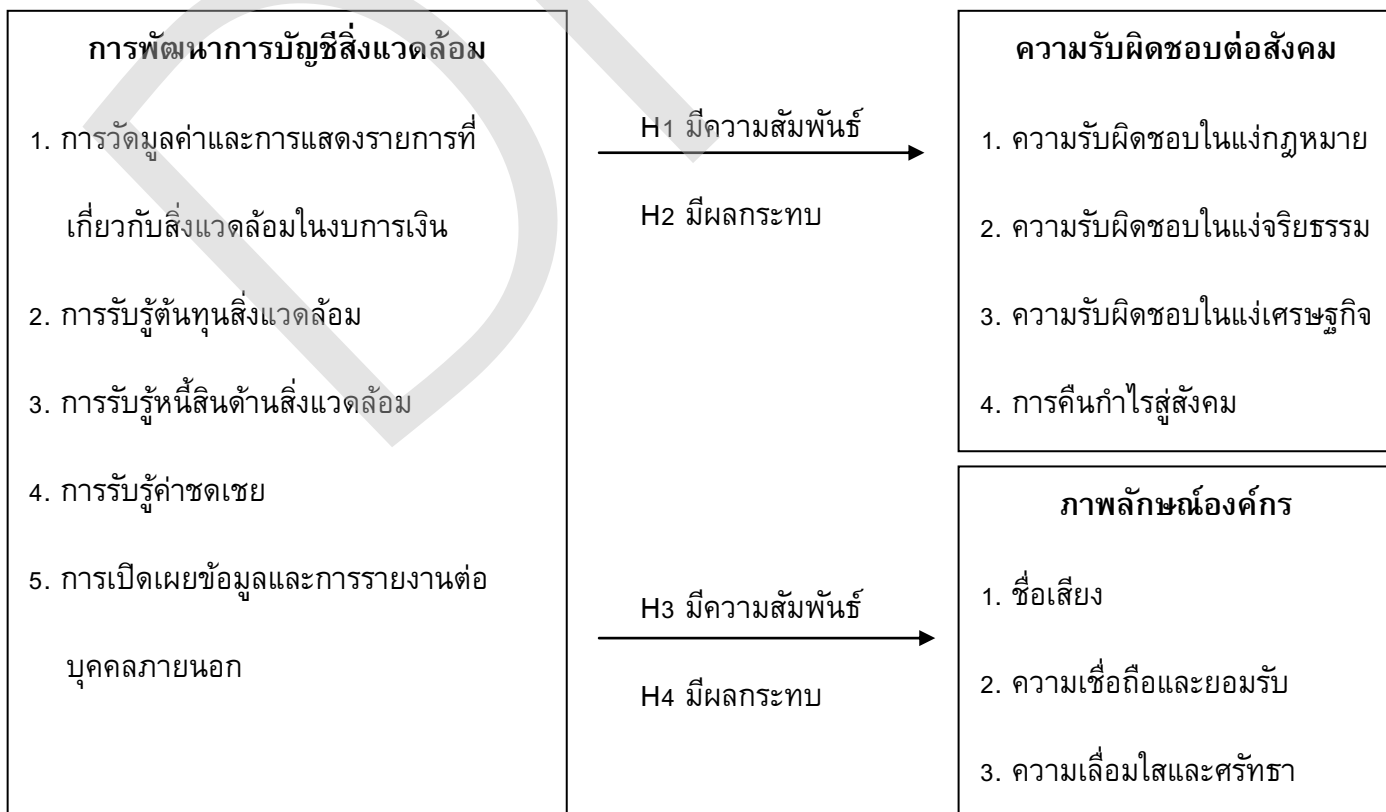 การพัฒนาการบัญชีสิ่งแวดล้อม
1. การวัดมูลค่าและการแสดงรายการที่
เกี่ยวกับสิ่งแวดล้อมในงบการเงิน
2. การรับรู้ต้นทุนสิ่งแวดล้อม
3. การรับรู้หนี้สินด้านสิ่งแวดล้อม
4. การรับรู้ค่าชดเชย
5. การเปิดเผยข้อมูลและการรายงานต่อ
บุคคลภายนอก
H1 มีความสัมพันธ์
H2 มีผลกระทบ
H3 มีความสัมพันธ์
H4 มีผลกระทบ
ความรับผิดชอบต่อสังคม
1. ความรับผิดชอบในแง่กฎหมาย
2. ความรับผิดชอบในแง่จริยธรรม
3. ความรับผิดชอบในแง่เศรษฐกิจ
4. การคืนกำไรสู่สังคม
ภาพลักษณ์องค์กร
1. ชื่อเสียง
2. ความเชื่อถือและยอมรับ
3. ความเลื่อมใสและศรัทธา